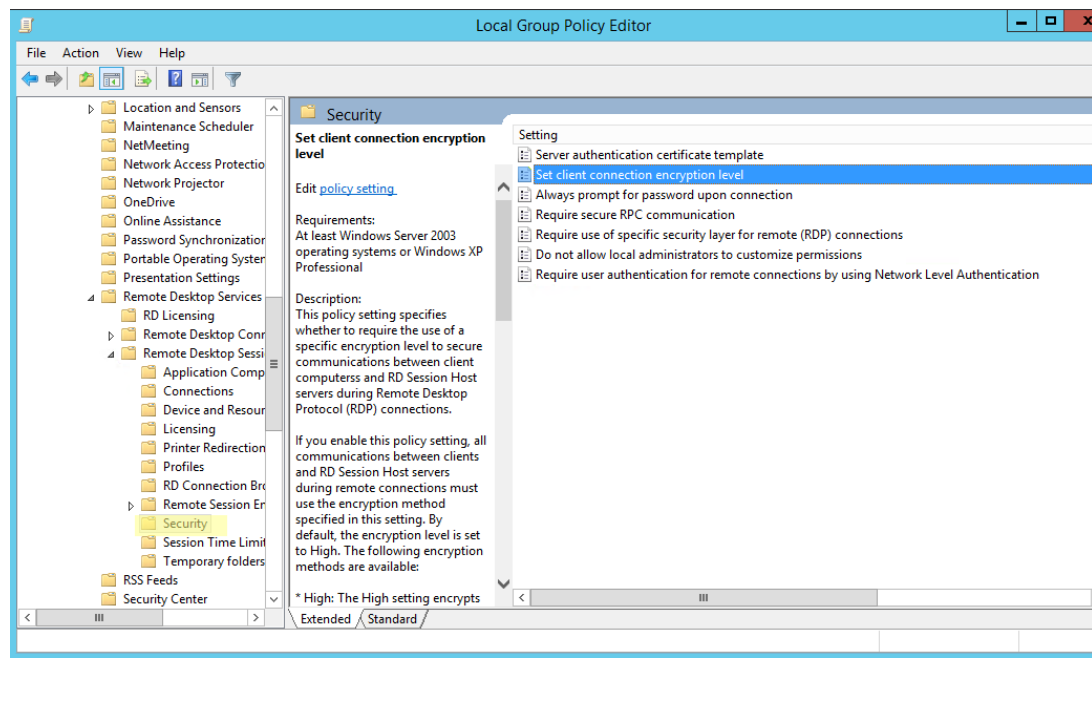 Local Group Policy Editor
File Action View Help
Location and Sensors
Maintenance Scheduler
NetMeeting
Network Access Protectio
Network Projector
OneDrive
Online Assistance
Password Synchronization
Portable Operating System
Presentation Settings
Remote Desktop Services
RD Licensing
Remote Desktop Conn
Remote Desktop Sessi
Application Comp
Connections
Device and Resour
Licensing
Printer Redirection
Profiles
RD Connection Bro
Remote Session En
Security
Session Time Limit
Temporary folders
RSS Feeds
Security Center
Security
Set client connection encryption
level
Edit policy setting
Requirements:
At least Windows Server 2003
operating systems or Windows XP
Professional
Description:
This policy setting specifies
whether to require the use of a
specific encryption level to secure
communications between client
computerss and RD Session Host
servers during Remote Desktop
Protocol (RDP) connections.
If you enable this policy setting, all
communications between clients
and RD Session Host servers
during remote connections must
use the encryption method
specified in this setting. By
default, the encryption level is set
to High. The following encryption
methods are available:
* High: The High setting encrypts
Setting
Server authentication certificate template
Set client connection encryption level
Always prompt for password upon connection
Require secure RPC communication
Require use of specific security layer for remote (RDP) connections
Do not allow local administrators to customize permissions
Require user authentication for remote connections by using Network Level Authentication
Extended Standard